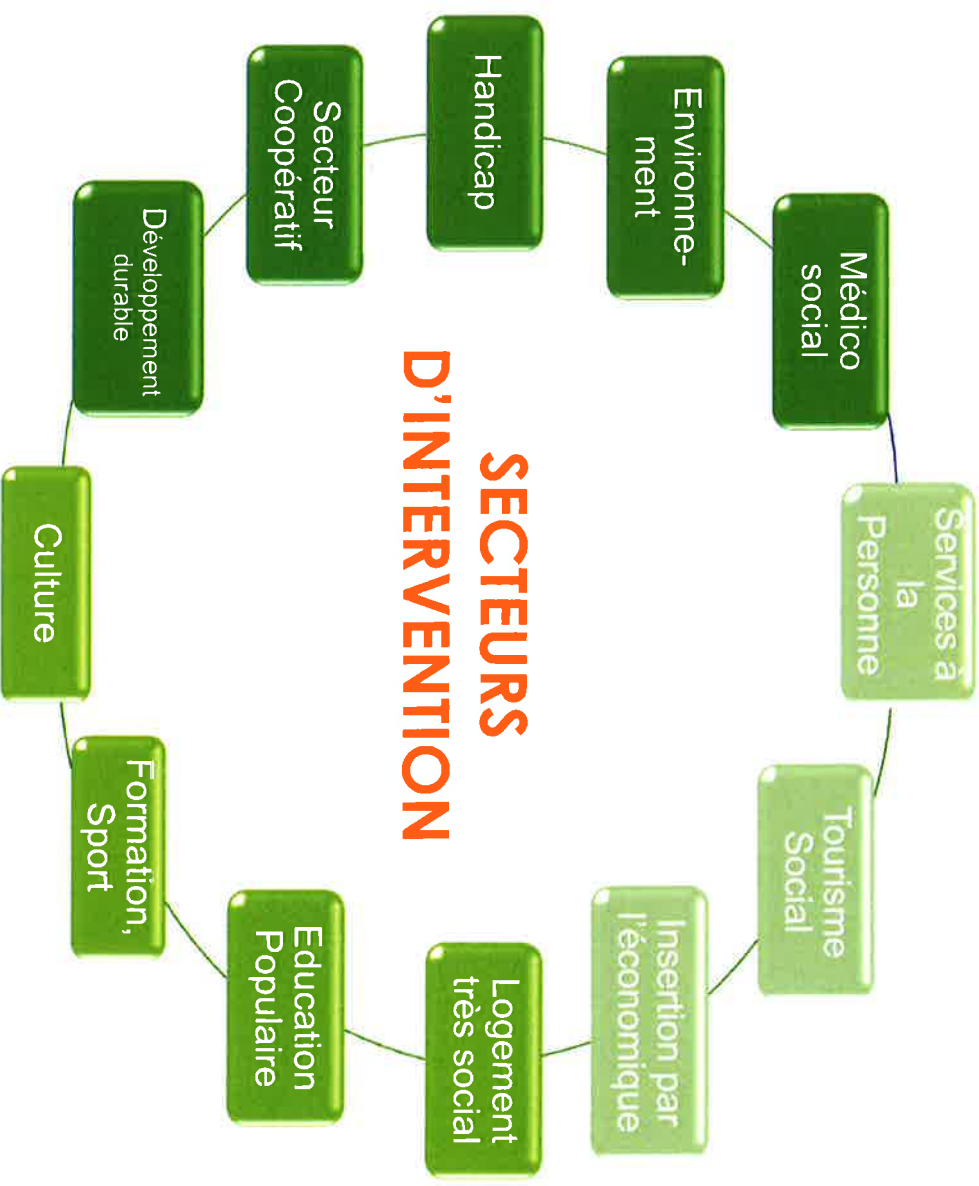 SECTEURS
D'INTERVENTION
Services à
la
Personne
Tourisme
Social
Insertion par
l'économique
Logement
très social
Education
Populaire
Formation,
Sport
Culture
Développement
durable
Secteur
Coopératif
Handicap
Environne-
ment
Médico
social